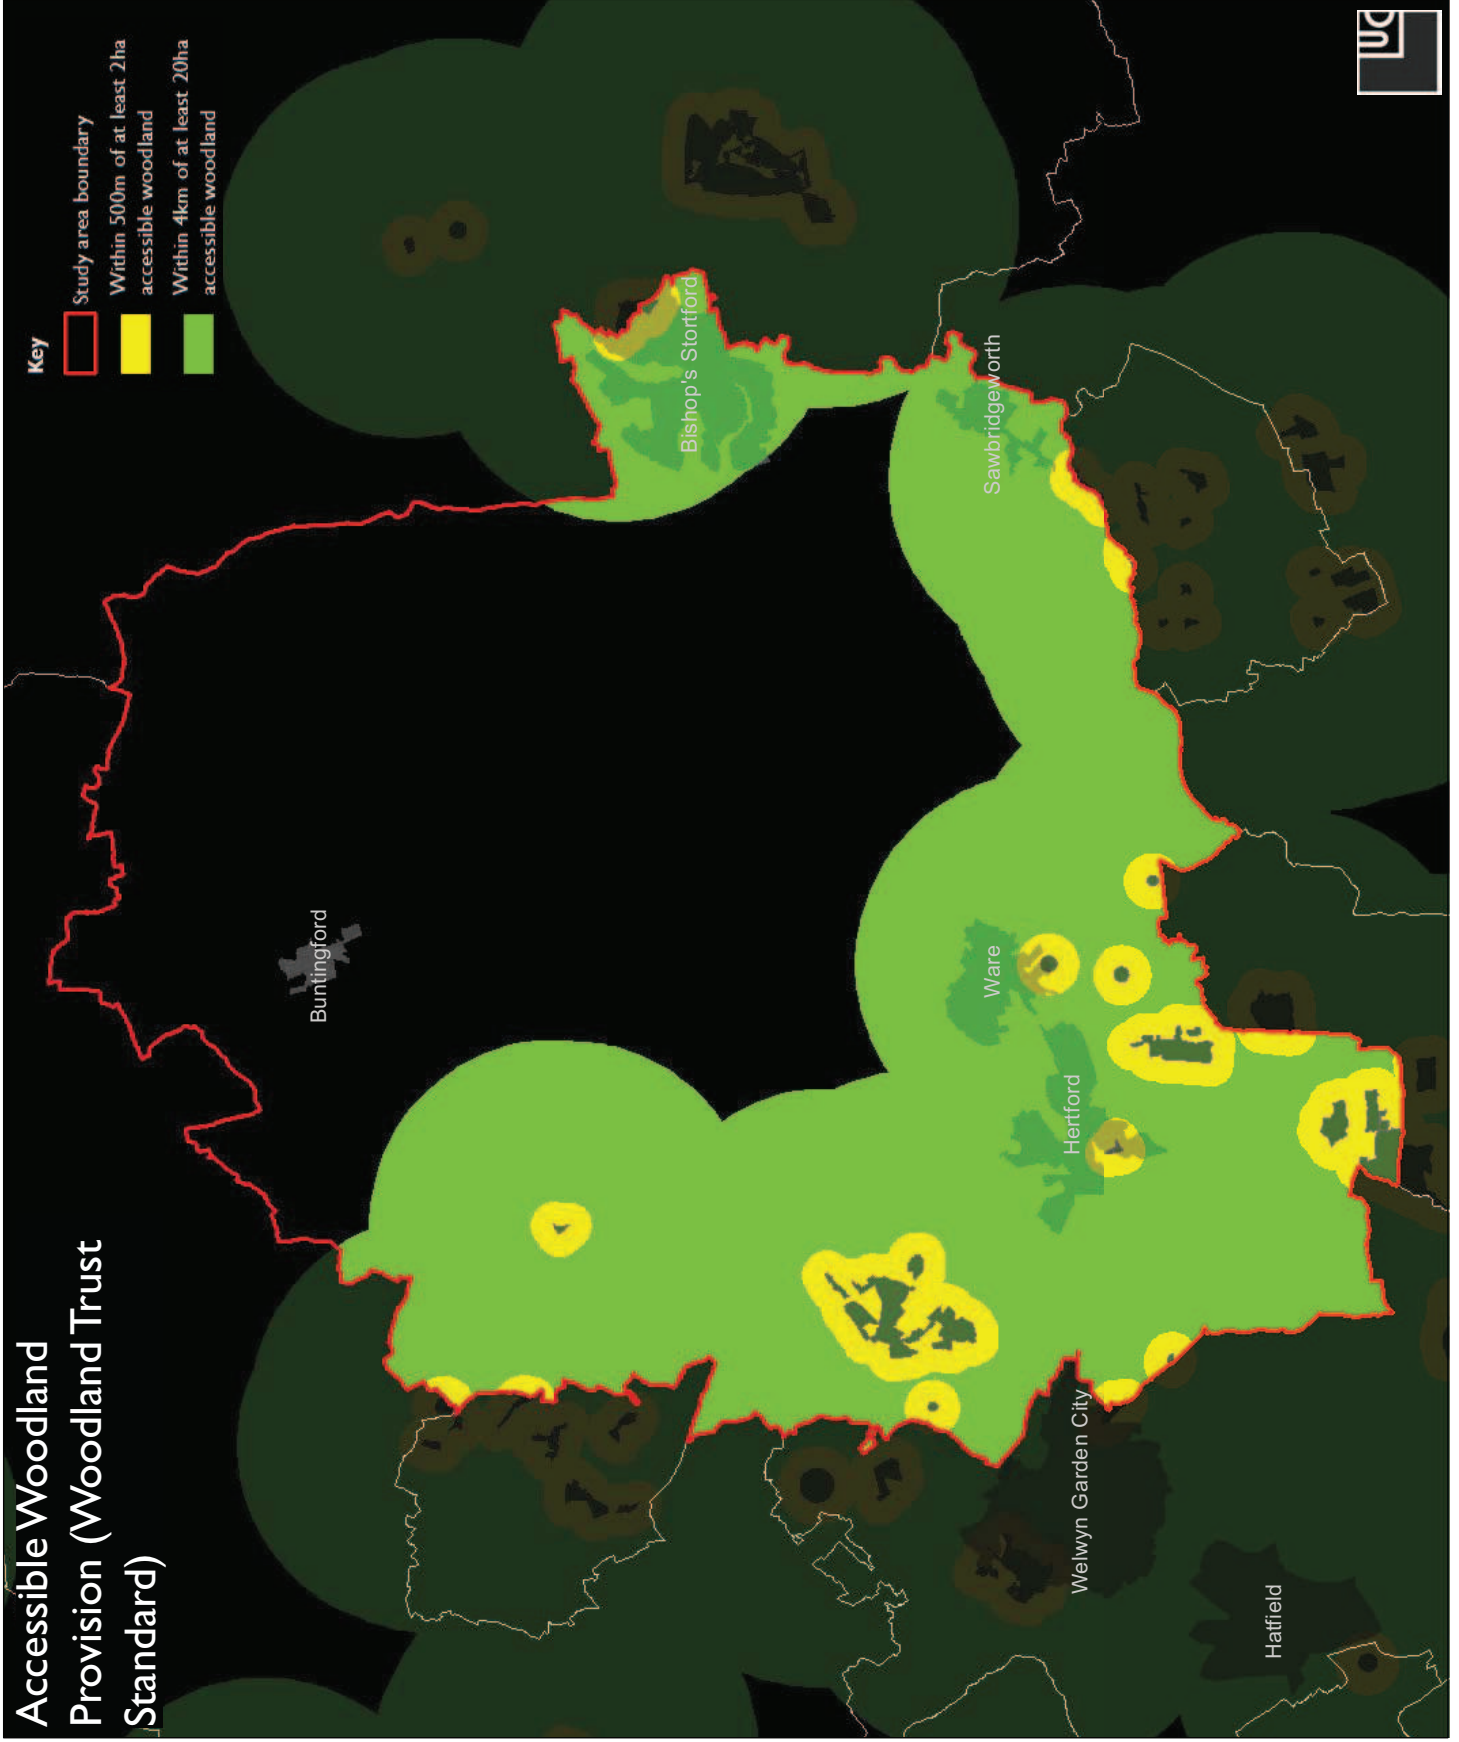 Accessible Woodland
Provision (Woodland Trust
Standard)
Key
Study area boundary
Within 500m of at least 2ha
accessible woodland
Within 4km of at least 20ha
accessible woodland
Buntingford
Bishop's Stortford
Sawbridgeworth
Ware
Hertford
Welwyn Garden City
Hatfield
UC